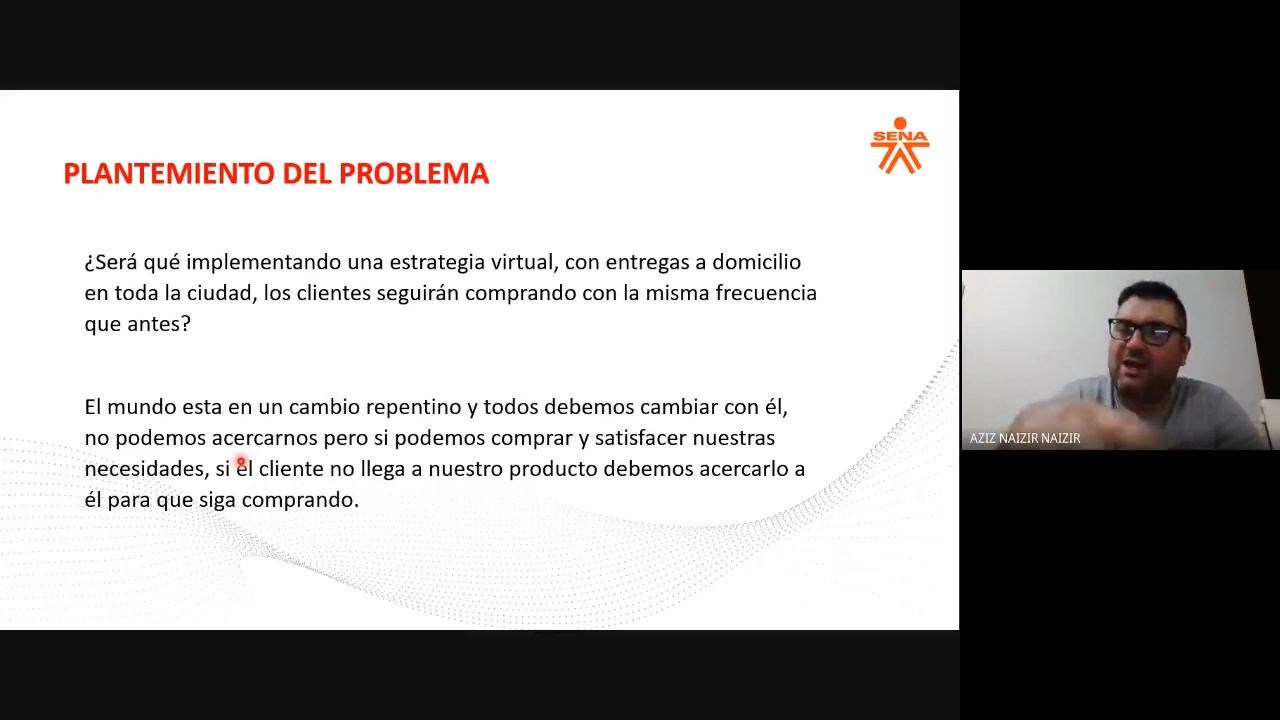 SENA
PLANTEMIENTO DEL PROBLEMA
¿Será qué implementando una estrategia virtual, con entregas a domicilio
en toda la ciudad, los clientes seguirán comprando con la misma frecuencia
que antes?
El mundo esta en un cambio repentino y todos debemos cambiar con él,
no podemos acercarnos pero si podemos comprar y satisfacer nuestras
necesidades, si el cliente no llega a nuestro producto debemos acercarlo a
él para que siga comprando.
AZIZ NAIZIR NAIZIR